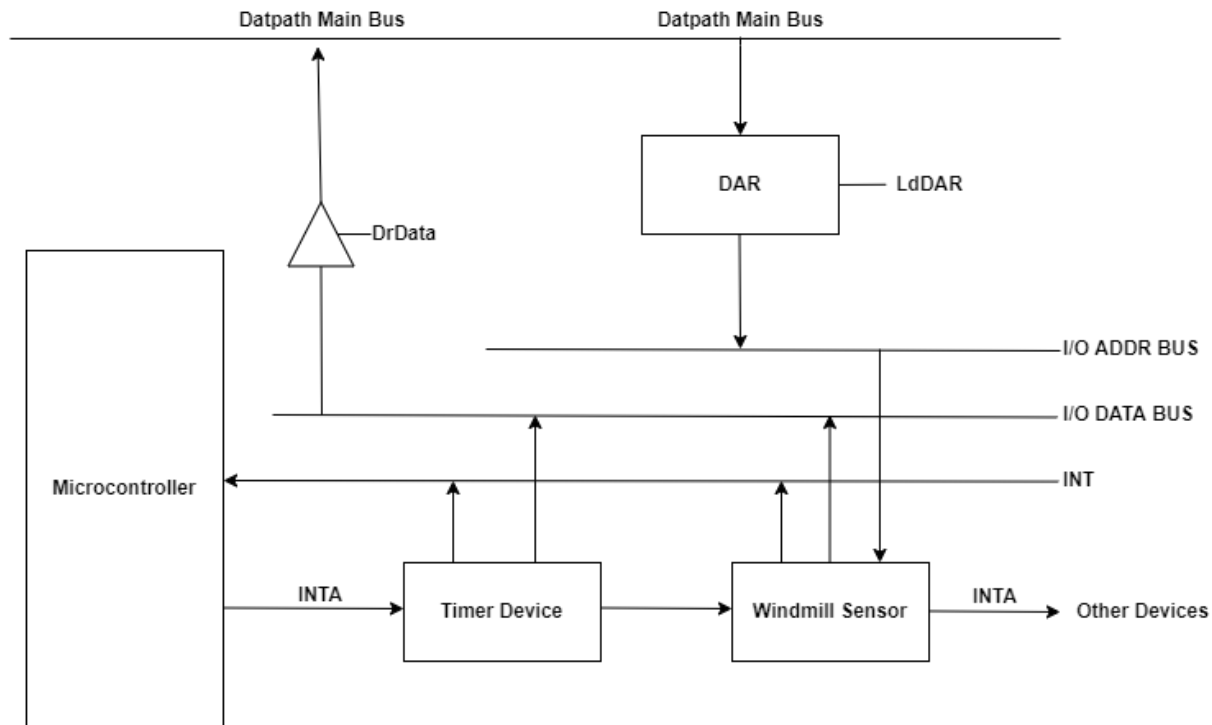 Datpath Main Bus
Datpath Main Bus
DAR
LdDAR
DrData
I/O ADDR BUS
I/O DATA BUS
INT
Microcontroller
INTA
Timer Device
Windmill Sensor
INTA
Other Devices